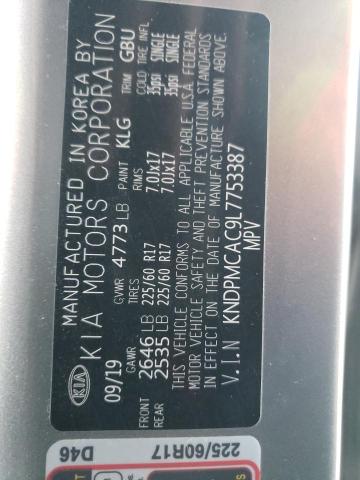 MANUFACTURED IN KOREA BY
KIA KIA MOTORS CORPORATION
09/19 GVWR 4773 LB PAINT KLG TRIM GBU
GAWR TIRES RIMS COLD TIRE INFL
FRONT 2646 LB 225/60 R17 7.0Jx17 35psi SINGLE
REAR 2535 LB 225/60 R17 7.0Jx17 35psi SINGLE
THIS VEHICLE CONFORMS TO ALL APPLICABLE U.S.A. FEDERAL
MOTOR VEHICLE SAFETY AND THEFT PREVENTION STANDARDS
IN EFFECT ON THE DATE OF MANUFACTURE SHOWN ABOVE.
V.I.N KNDPMCAC9L7753387
MPV
D46 225/60R17